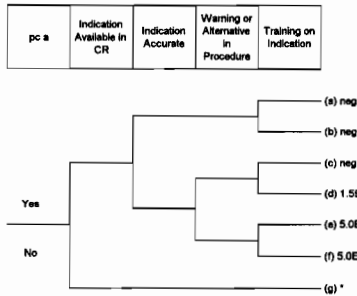 pc a
Indication
Available in
CR
Indication
Accurate
Warning or
Alternative
in
Procedure
Training on
Indication
(a) neg
(b) neg
(c) neg
Yes
(d) 1.5
(e) 5.0E
No
(f) 5.0E
(g) *